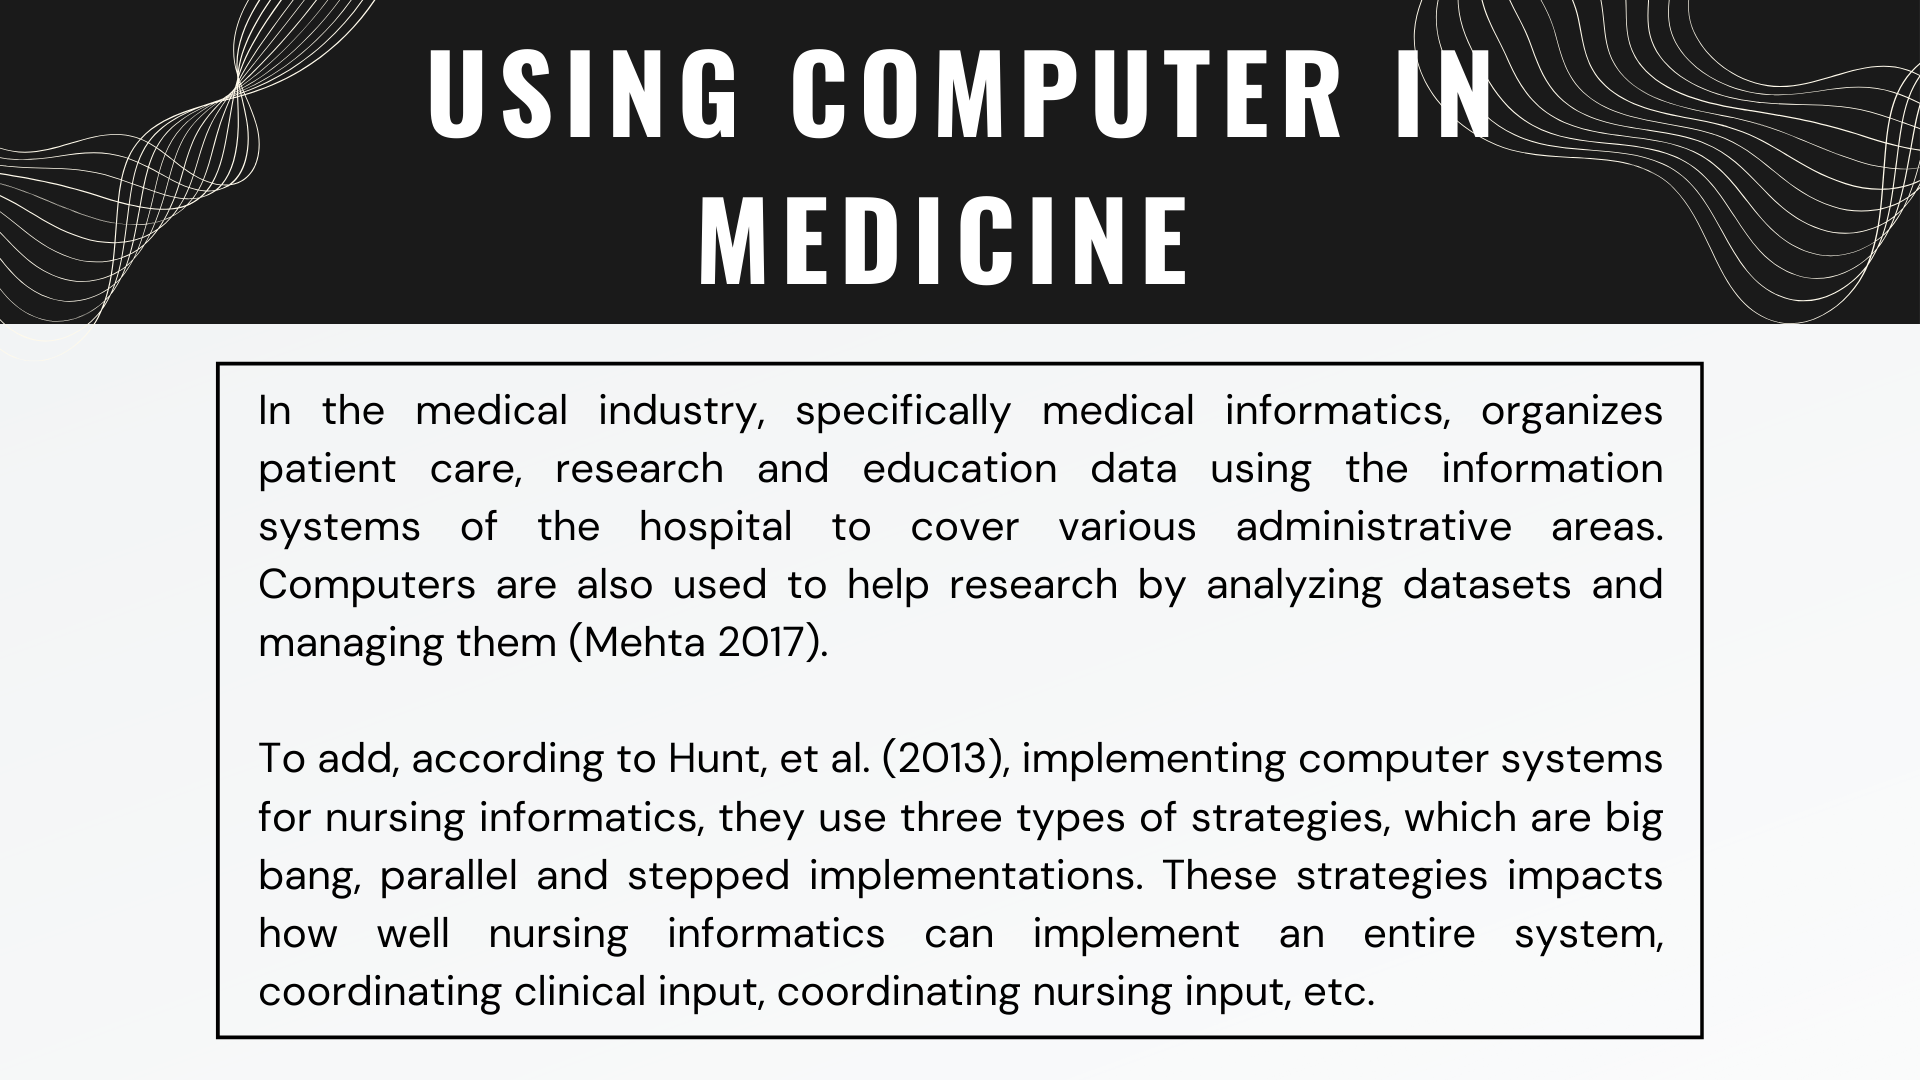 USING COMPUTER IN
MEDICINE
In the medical industry, specifically medical informatics, organizes
patient care, research and education data using the information
systems of the hospital to cover various administrative areas.
Computers are also used to help research by analyzing datasets and
managing them (Mehta 2017).
To add, according to Hunt, et al. (2013), implementing computer systems
for nursing informatics, they use three types of strategies, which are big
bang, parallel and stepped implementations. These strategies impacts
how well nursing informatics can implement an entire system,
coordinating clinical input, coordinating nursing input, etc.